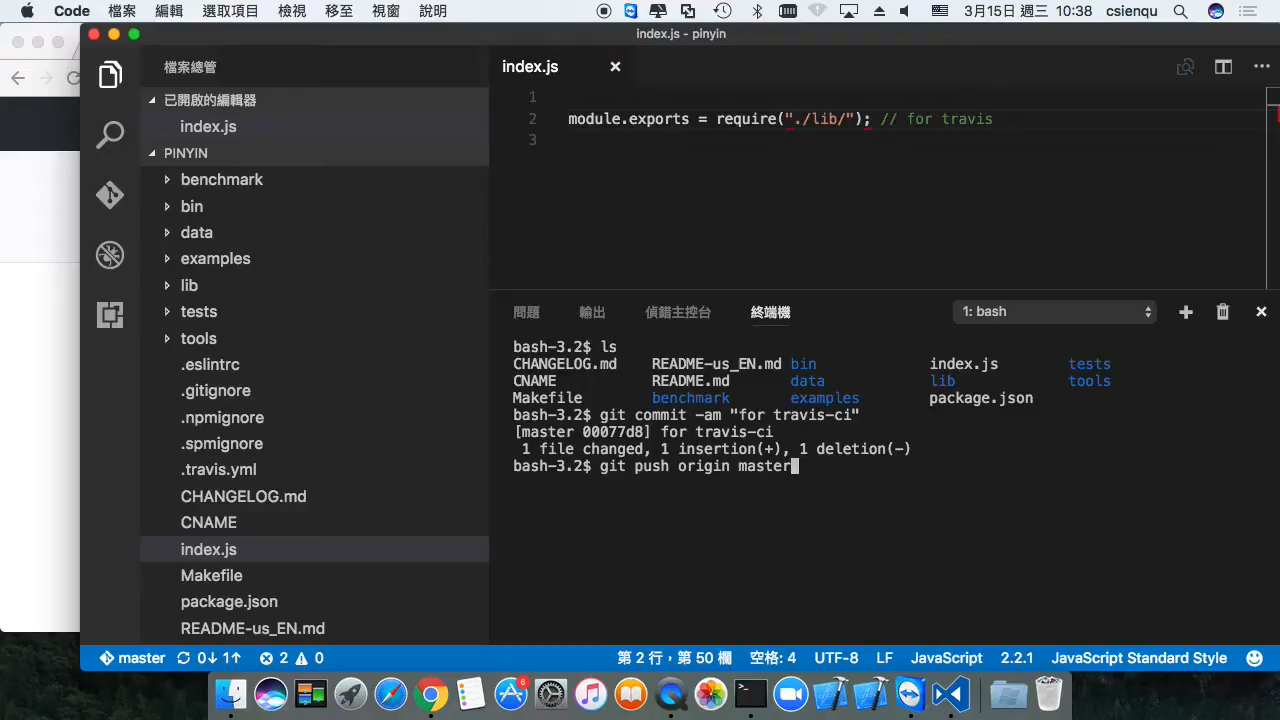 Code 檔案 編輯 選取項目 檢視 移至 視窗 說明 3月15日 週三 10:38 csienqu
index.js - pinyin
檔案總管
已開啟的編輯器
index.js
PINYIN
benchmark
bin
data
examples
lib
tests
tools
.eslintrc
.gitignore
.npmignore
.spmignore
.travis.yml
CHANGELOG.md
CNAME
index.js
Makefile
package.json
README-us_EN.md
index.js
1
2 module.exports = require("./lib/"); // for travis
3
問題 輸出 偵錯主控台 終端機 1: bash
bash-3.2$ ls
CHANGELOG.md README-us_EN.md bin index.js tests
CNAME README.md data lib tools
Makefile benchmark examples package.json
bash-3.2$ git commit -am "for travis-ci"
[master 00077d8] for travis-ci
1 file changed, 1 insertion(+), 1 deletion(-)
bash-3.2$ git push origin master
master 0↓ 1↑ 2 0 第 2 行，第 50 欄 空格: 4 UTF-8 LF JavaScript 2.2.1 JavaScript Standard Style
6